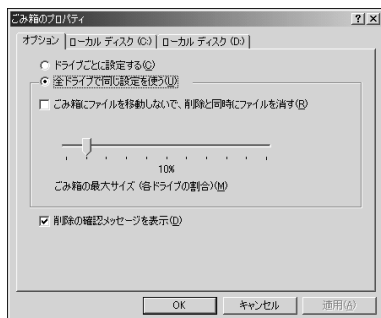 ごみ箱のプロパティ
オプション ローカル ディスク (C:) ローカル ディスク (D:)
ドライブごとに設定する(C)
全ドライブで同じ設定を使う(U)
ごみ箱にファイルを移動しないで、削除と同時にファイルを消す(R)
10%
ごみ箱の最大サイズ (各ドライブの割合)(M)
削除の確認メッセージを表示(D)
OK キャンセル 適用(A)